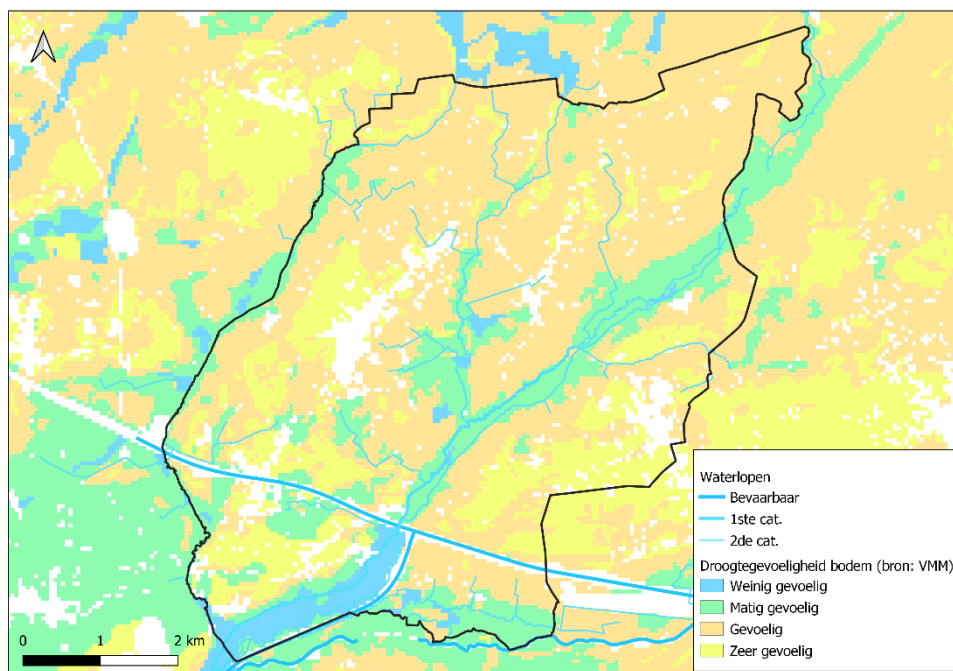 Waterlopen
Bevaarbaar
1ste cat.
2de cat.
Droogtegevoeligheid bodem (bron: VMM)
Weinig gevoelig
Matig gevoelig
Gevoelig
Zeer gevoelig
0 1 2 km